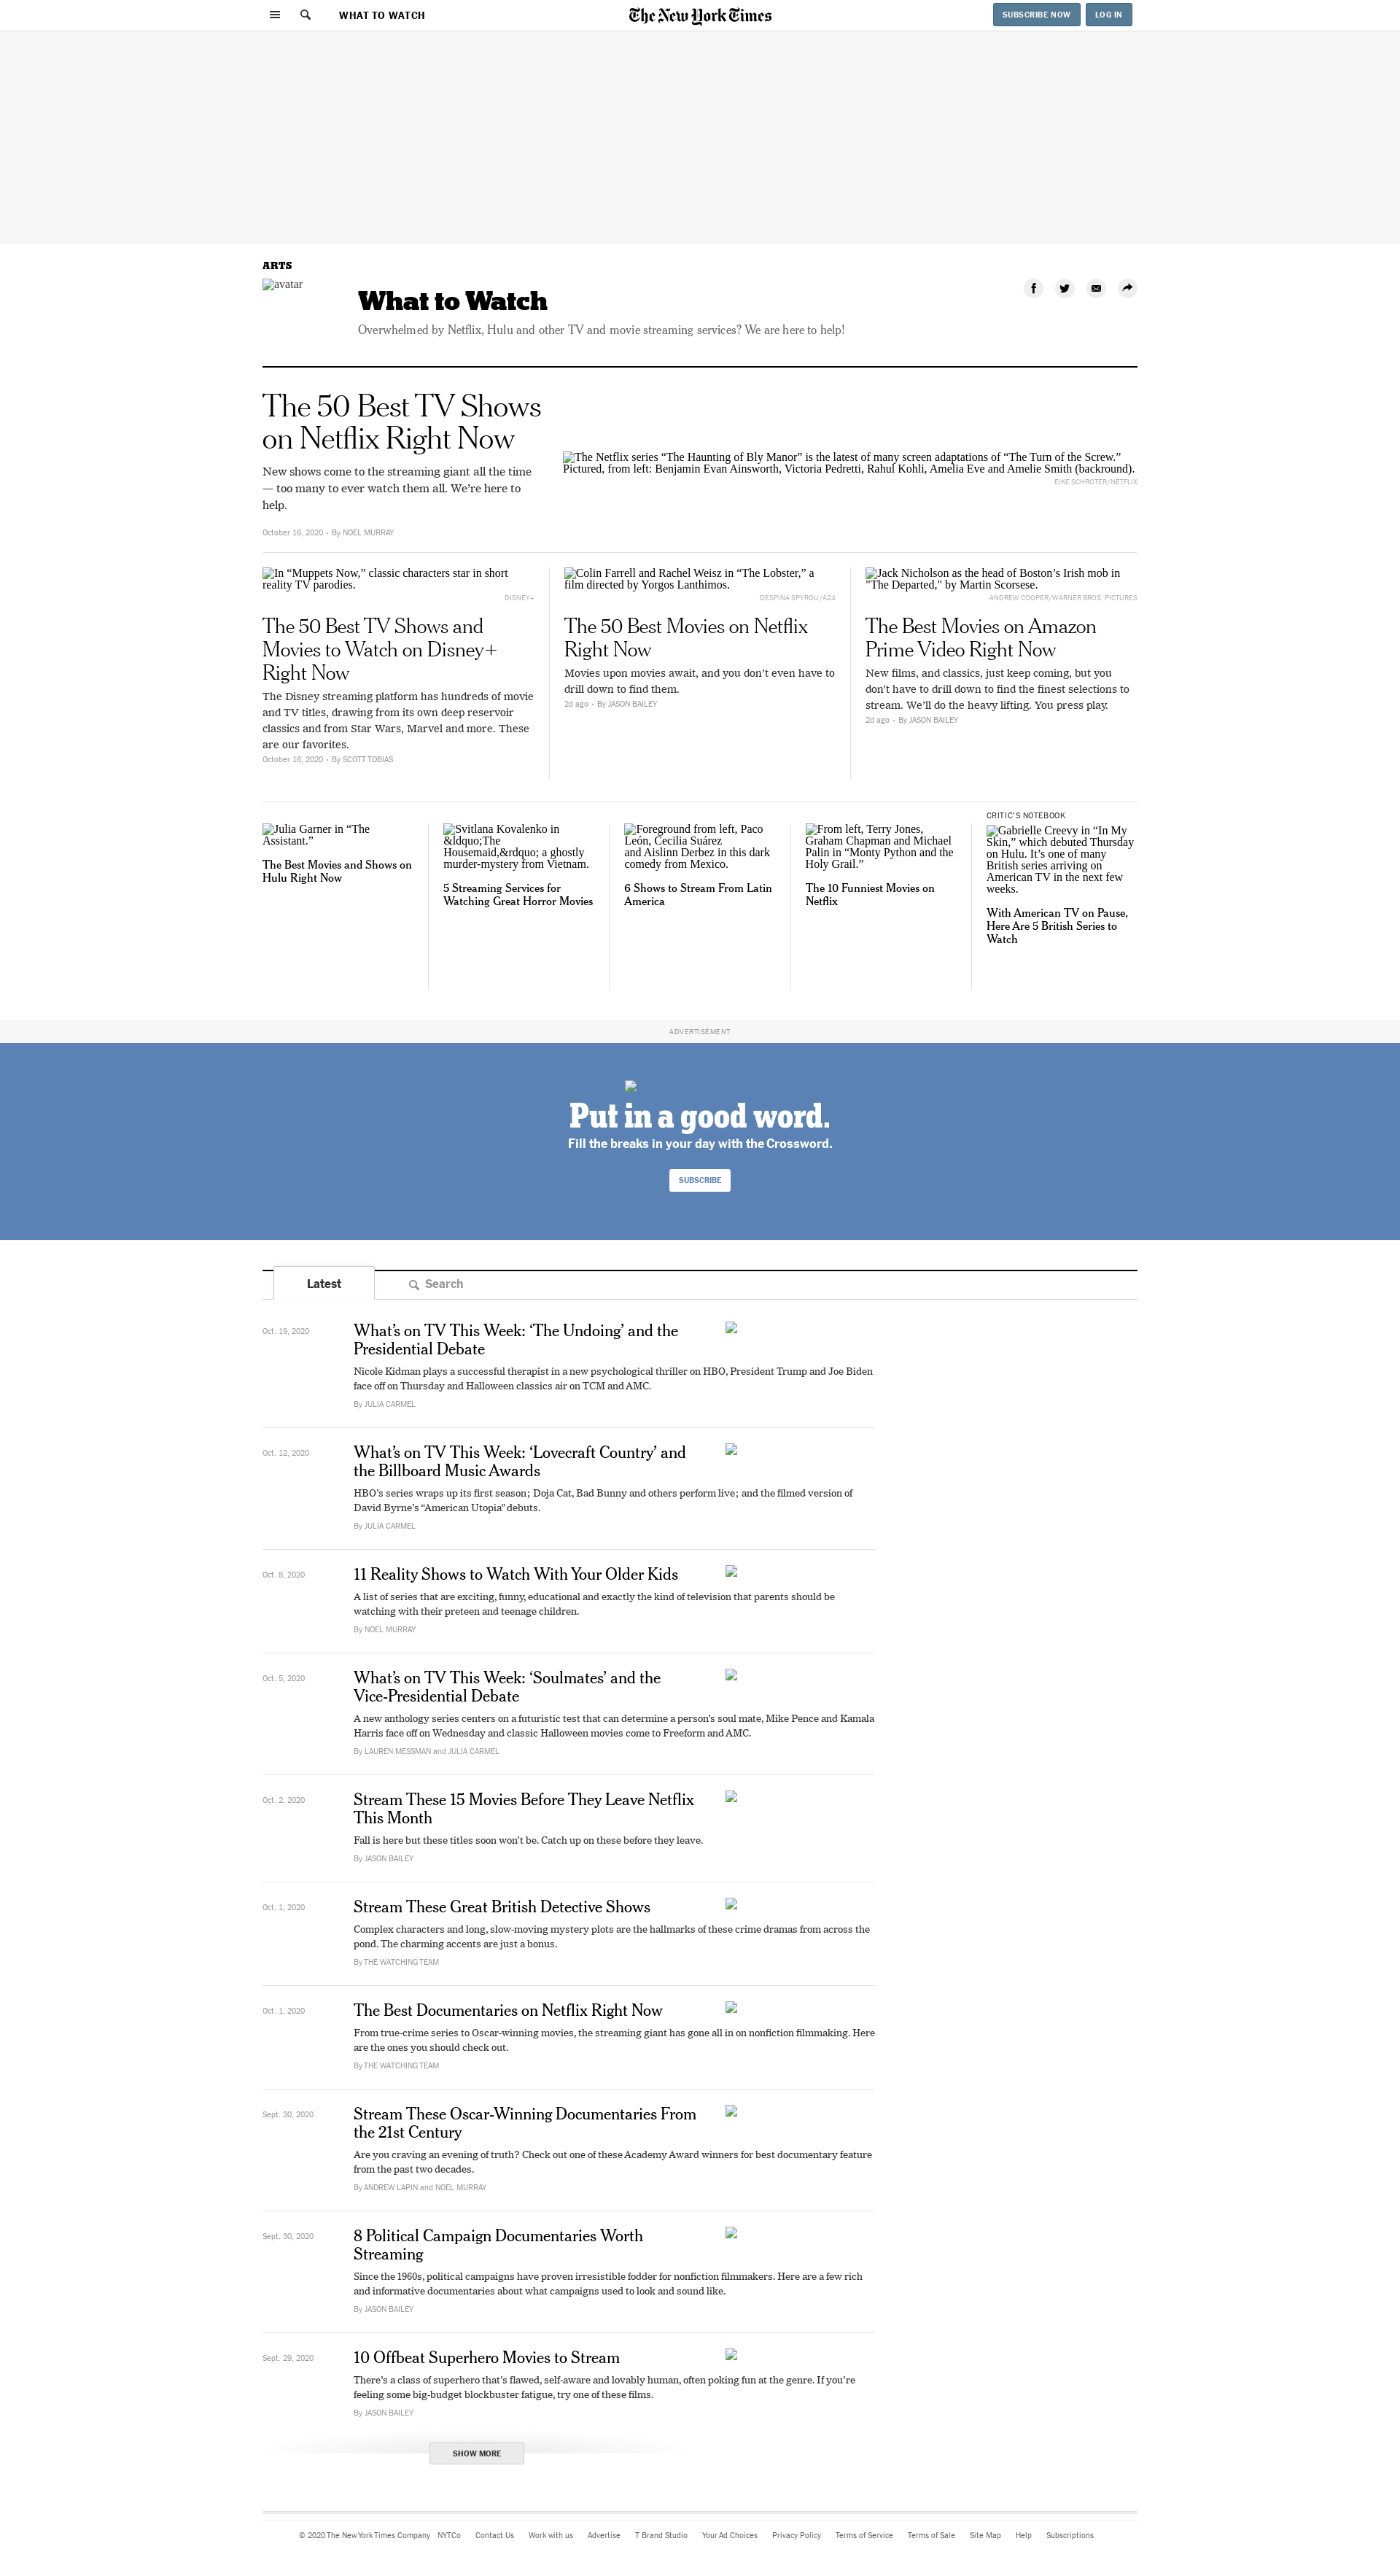 WHAT TO WATCH
The New York Times
SUBSCRIBE NOW
LOG IN
ARTS
avatar
What to Watch
Overwhelmed by Netflix, Hulu and other TV and movie streaming services? We are here to help!
The 50 Best TV Shows
on Netflix Right Now
New shows come to the streaming giant all the time
— too many to ever watch them all. We’re here to
help.
October 16, 2020 • By NOEL MURRAY
The Netflix series “The Haunting of Bly Manor” is the latest of many screen adaptations of “The Turn of the Screw.”
Pictured, from left: Benjamin Evan Ainsworth, Victoria Pedretti, Rahul Kohli, Amelia Eve and Amelie Smith (backround).
EIKE SCHROTER/NETFLIX
In “Muppets Now,” classic characters star in short
reality TV parodies.
DISNEY+
The 50 Best TV Shows and
Movies to Watch on Disney+
Right Now
The Disney streaming platform has hundreds of movie
and TV titles, drawing from its own deep reservoir
classics and from Star Wars, Marvel and more. These
are our favorites.
October 16, 2020 • By SCOTT TOBIAS
Colin Farrell and Rachel Weisz in “The Lobster,” a
film directed by Yorgos Lanthimos.
DESPINA SPYROU/A24
The 50 Best Movies on Netflix
Right Now
Movies upon movies await, and you don’t even have to
drill down to find them.
2d ago • By JASON BAILEY
Jack Nicholson as the head of Boston’s Irish mob in
"The Departed," by Martin Scorsese.
ANDREW COOPER/WARNER BROS. PICTURES
The Best Movies on Amazon
Prime Video Right Now
New films, and classics, just keep coming, but you
don’t have to drill down to find the finest selections to
stream. We’ll do the heavy lifting. You press play.
2d ago • By JASON BAILEY
Julia Garner in “The
Assistant.”
The Best Movies and Shows on
Hulu Right Now
Svitlana Kovalenko in
&ldquo;The
Housemaid,&rdquo; a ghostly
murder-mystery from Vietnam.
5 Streaming Services for
Watching Great Horror Movies
Foreground from left, Paco
León, Cecilia Suárez
and Aislinn Derbez in this dark
comedy from Mexico.
6 Shows to Stream From Latin
America
From left, Terry Jones,
Graham Chapman and Michael
Palin in “Monty Python and the
Holy Grail.”
The 10 Funniest Movies on
Netflix
CRITIC’S NOTEBOOK
Gabrielle Creevy in “In My
Skin,” which debuted Thursday
on Hulu. It’s one of many
British series arriving on
American TV in the next few
weeks.
With American TV on Pause,
Here Are 5 British Series to
Watch
ADVERTISEMENT
Put in a good word.
Fill the breaks in your day with the Crossword.
SUBSCRIBE
Latest
Search
Oct. 19, 2020
What’s on TV This Week: ‘The Undoing’ and the
Presidential Debate
Nicole Kidman plays a successful therapist in a new psychological thriller on HBO, President Trump and Joe Biden
face off on Thursday and Halloween classics air on TCM and AMC.
By JULIA CARMEL
Oct. 12, 2020
What’s on TV This Week: ‘Lovecraft Country’ and
the Billboard Music Awards
HBO’s series wraps up its first season; Doja Cat, Bad Bunny and others perform live; and the filmed version of
David Byrne’s “American Utopia” debuts.
By JULIA CARMEL
Oct. 8, 2020
11 Reality Shows to Watch With Your Older Kids
A list of series that are exciting, funny, educational and exactly the kind of television that parents should be
watching with their preteen and teenage children.
By NOEL MURRAY
Oct. 5, 2020
What’s on TV This Week: ‘Soulmates’ and the
Vice-Presidential Debate
A new anthology series centers on a futuristic test that can determine a person’s soul mate, Mike Pence and Kamala
Harris face off on Wednesday and classic Halloween movies come to Freeform and AMC.
By LAUREN MESSMAN and JULIA CARMEL
Oct. 2, 2020
Stream These 15 Movies Before They Leave Netflix
This Month
Fall is here but these titles soon won’t be. Catch up on these before they leave.
By JASON BAILEY
Oct. 1, 2020
Stream These Great British Detective Shows
Complex characters and long, slow-moving mystery plots are the hallmarks of these crime dramas from across the
pond. The charming accents are just a bonus.
By THE WATCHING TEAM
Oct. 1, 2020
The Best Documentaries on Netflix Right Now
From true-crime series to Oscar-winning movies, the streaming giant has gone all in on nonfiction filmmaking. Here
are the ones you should check out.
By THE WATCHING TEAM
Sept. 30, 2020
Stream These Oscar-Winning Documentaries From
the 21st Century
Are you craving an evening of truth? Check out one of these Academy Award winners for best documentary feature
from the past two decades.
By ANDREW LAPIN and NOEL MURRAY
Sept. 30, 2020
8 Political Campaign Documentaries Worth
Streaming
Since the 1960s, political campaigns have proven irresistible fodder for nonfiction filmmakers. Here are a few rich
and informative documentaries about what campaigns used to look and sound like.
By JASON BAILEY
Sept. 29, 2020
10 Offbeat Superhero Movies to Stream
There’s a class of superhero that’s flawed, self-aware and lovably human, often poking fun at the genre. If you’re
feeling some big-budget blockbuster fatigue, try one of these films.
By JASON BAILEY
SHOW MORE
© 2020 The New York Times Company NYTCo Contact Us Work with us Advertise T Brand Studio Your Ad Choices Privacy Policy Terms of Service Terms of Sale Site Map Help Subscriptions